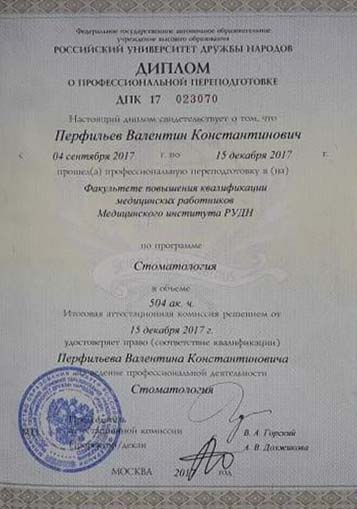 Федеральное государственное автономное образовательное
учреждение высшего образования
РОССИЙСКИЙ УНИВЕРСИТЕТ ДРУЖБЫ НАРОДОВ
ДИПЛОМ
О ПРОФЕССИОНАЛЬНОЙ ПЕРЕПОДГОТОВКЕ
ДПК 17 023070
Настоящий диплом свидетельствует о том, что
Перфильев Валентин Константинович
с 04 сентября 2017 г. по 15 декабря 2017 г.
прошел(а) профессиональную переподготовку в (на)
Факультете повышения квалификации
медицинских работников
Медицинского института РУДН
по программе
Стоматология
в объеме
504 ак. ч.
Итоговая аттестационная комиссия решением от
15 декабря 2017 г.
удостоверяет право (соответствие квалификации)
Перфильева Валентина Константиновича
на ведение профессиональной деятельности
Стоматология
Председатель
аттестационной комиссии В. А. Горский
Проректор/декан А. В. Должикова
МОСКВА 2017 год